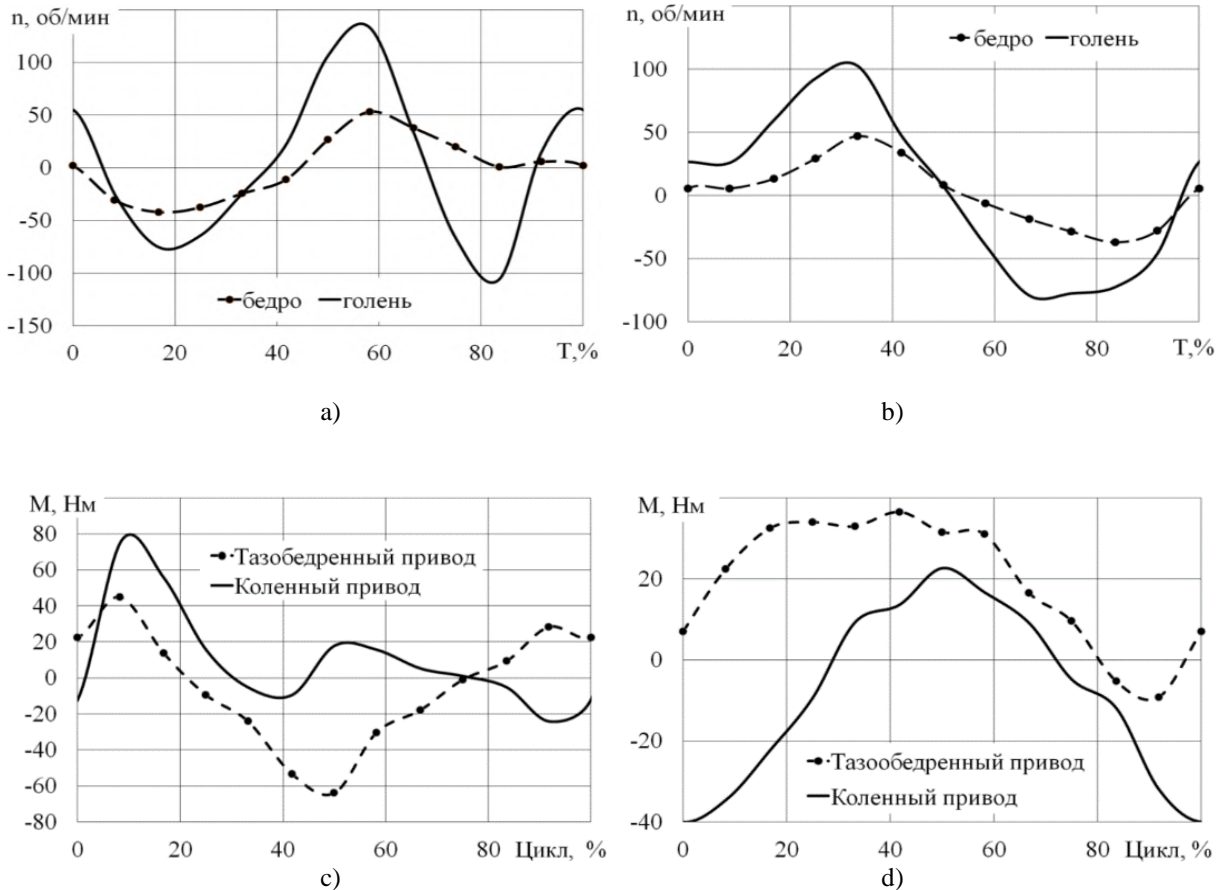 n, об/мин
100
50
0
-50
-100
-150
бедро голень
0 20 40 60 80 T,%
a)
n, об/мин
бедро голень
100
50
0
-50
-100
0 20 40 60 80 T,%
b)
М, Нм
80
60
40
20
0
-20
-40
-60
-80
Тазобедренный привод
Коленный привод
0 20 40 60 80 Цикл, %
c)
М, Нм
20
0
-20
-40
Тазообедренный привод
Коленный привод
0 20 40 60 80 Цикл, %
d)